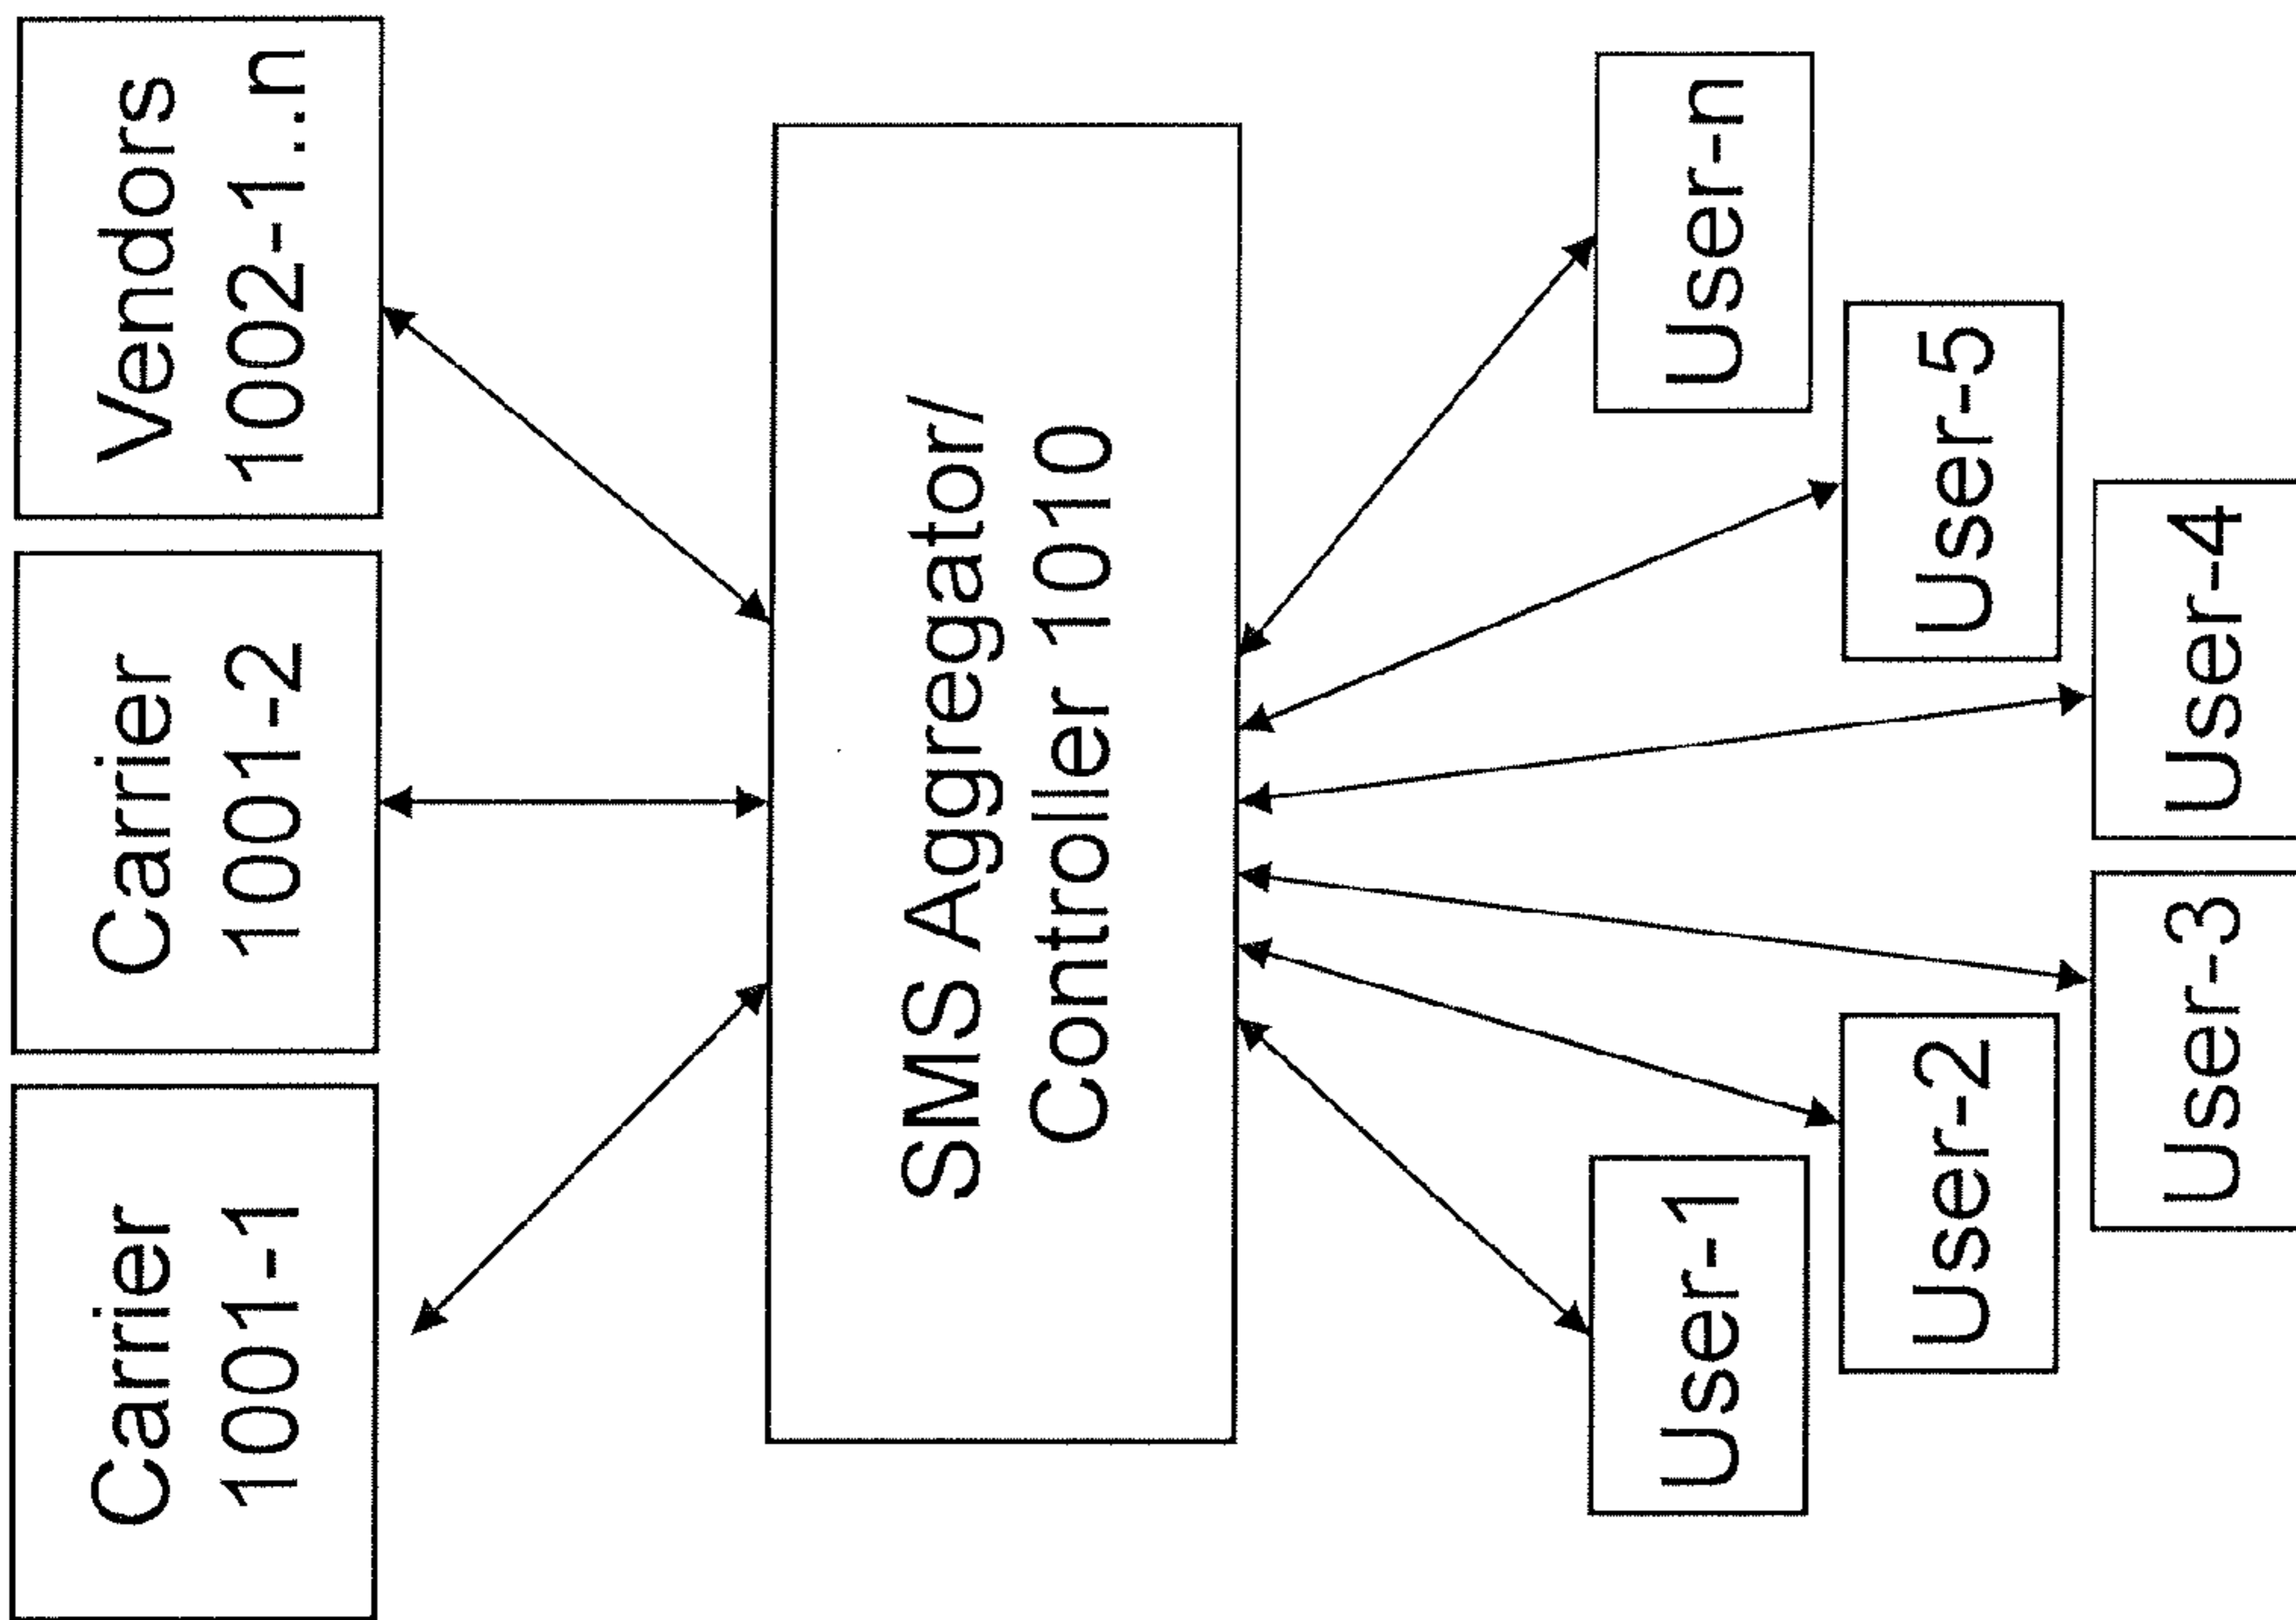 Carrier
1001-1
Carrier
1001-2
Vendors
1002-1..n
SMS Aggregator/
Controller 1010
User-1
User-2
User-3
User-4
User-5
User-n